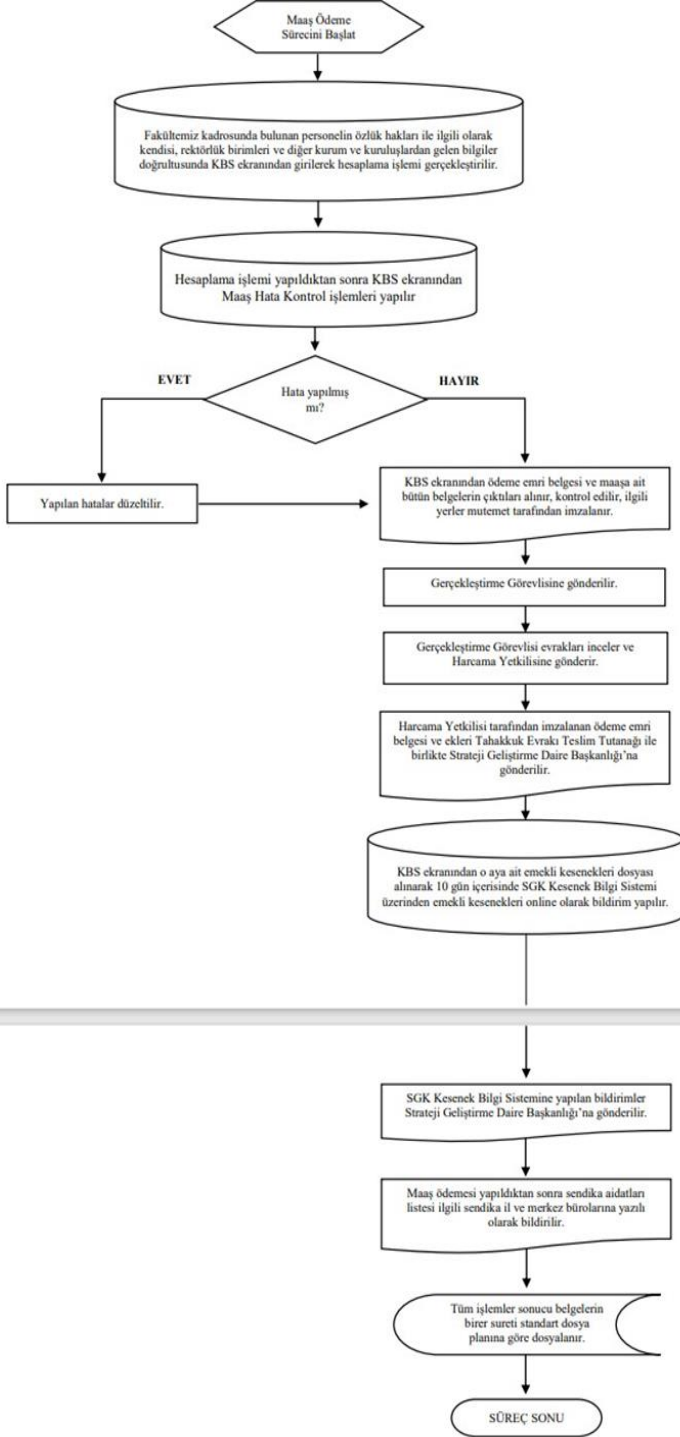 Maaş Ödeme
Sürecini Başlat
Fakültemiz kadrosunda bulunan personelin özlük hakları ile ilgili olarak
kendisi, rektörlük birimleri ve diğer kurum ve kuruluşlardan gelen bilgiler
doğrultusunda KBS ekranından girilerek hesaplama işlemi gerçekleştirilir.
Hesaplama işlemi yapıldıktan sonra KBS ekranından
Maaş Hata Kontrol işlemleri yapılır
EVET
HAYIR
Hata yapılmış
mı?
Yapılan hatalar düzeltilir.
KBS ekranından ödeme emri belgesi ve maaşa ait
bütün belgelerin çıktıları alınır, kontrol edilir, ilgili
yerler mutemet tarafından imzalanır.
Gerçekleştirme Görevlisine gönderilir.
Gerçekleştirme Görevlisi evrakları inceler ve
Harcama Yetkilisine gönderir.
Harcama Yetkilisi tarafından imzalanan ödeme emri
belgesi ve ekleri Tahakkuk Evrakı Teslim Tutanağı ile
birlikte Strateji Geliştirme Daire Başkanlığı’na
gönderilir.
KBS ekranından o aya ait emekli kesenekleri dosyası
alınarak 10 gün içerisinde SGK Kesenek Bilgi Sistemi
üzerinden emekli kesenekleri online olarak bildirim yapılır.
SGK Kesenek Bilgi Sistemine yapılan bildirimler
Strateji Geliştirme Daire Başkanlığı’na gönderilir.
Maaş ödemesi yapıldıktan sonra sendika aidatları
listesi ilgili sendika il ve merkez bürolarına yazılı
olarak bildirilir.
Tüm işlemler sonucu belgelerin
birer sureti standart dosya
planına göre dosyalanır.
SÜREÇ SONU